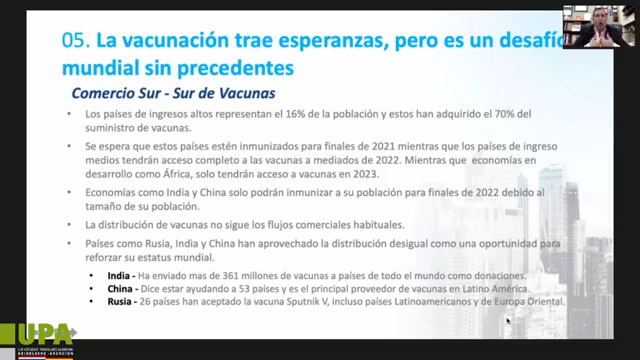 05. La vacunación trae esperanzas, pero es un desafío
mundial sin precedentes
Comercio Sur - Sur de Vacunas
• Los países de ingresos altos representan el 16% de la población y estos han adquirido el 70% del
suministro de vacunas.
• Se espera que estos países estén inmunizados para finales de 2021 mientras que los países de ingreso
medios tendrán acceso completo a las vacunas a mediados de 2022. Mientras que economías en
desarrollo como África, solo tendrán acceso a vacunas en 2023.
• Economías como India y China solo podrán inmunizar a su población para finales de 2022 debido al
tamaño de su población.
• La distribución de vacunas no sigue los flujos comerciales habituales.
• Países como Rusia, India y China han aprovechado la distribución desigual como una oportunidad para
reforzar su estatus mundial.
• India - Ha enviado mas de 361 millones de vacunas a países de todo el mundo como donaciones.
• China - Dice estar ayudando a 53 países y es el principal proveedor de vacunas en Latino América.
• Rusia - 26 países han aceptado la vacuna Sputnik V, incluso países Latinoamericanos y de Europa Oriental.
UPA
HEIDELBERG - ASUNCIÓN